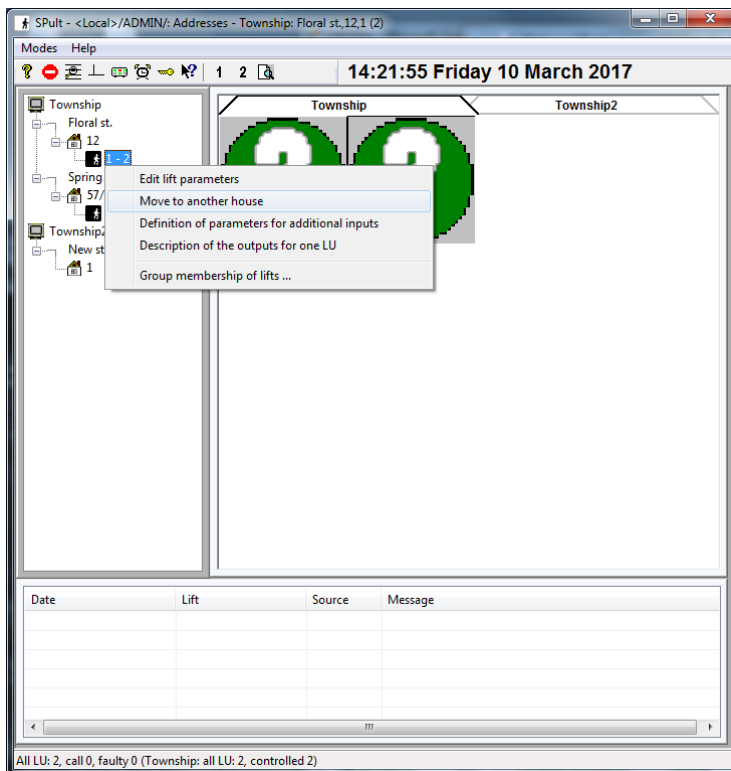 SPult - <Local>/ADMIN/: Addresses - Township: Floral st.,12,1 (2)
Modes Help
1 2 14:21:55 Friday 10 March 2017
Township
Floral st.
12
1 - 2
Spring
57/
Township2
New st
1
Township Township2
Edit lift parameters
Move to another house
Definition of parameters for additional inputs
Description of the outputs for one LU
Group membership of lifts ...
Date Lift Source Message
All LU: 2, call 0, faulty 0 (Township: all LU: 2, controlled 2)